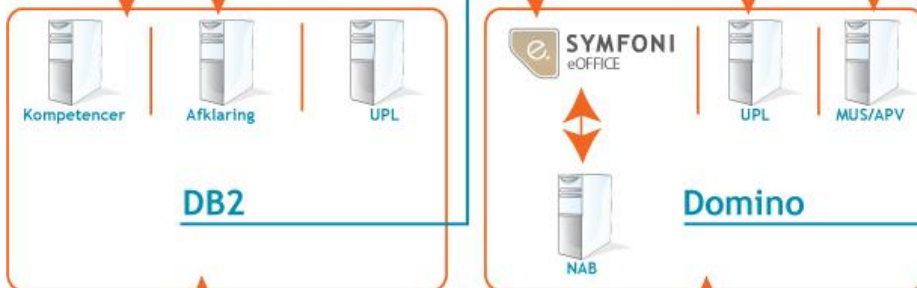 SYMFONI
eOFFICE
Kompetencer
Afklaring
UPL
UPL
MUS/APV
DB2
Domino
NAB